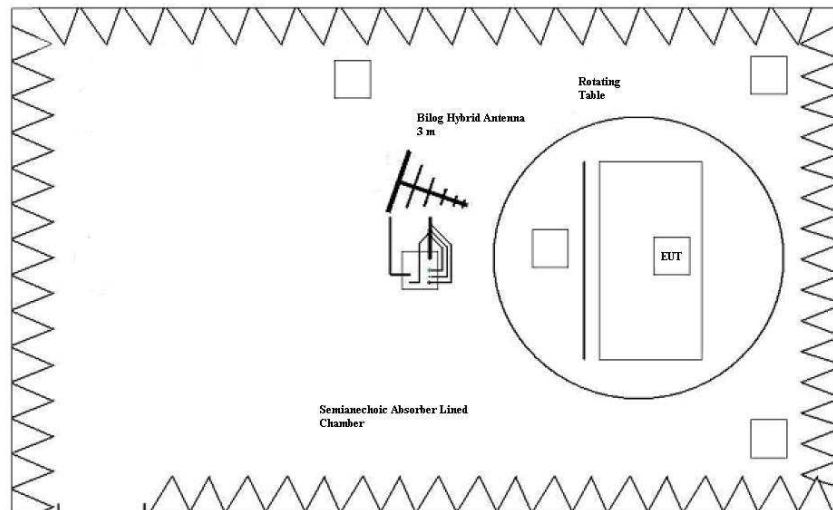 Rotating
Table
Bilog Hybrid Antenna
3 m
EUT
Semianechoic Absorber Lined
Chamber